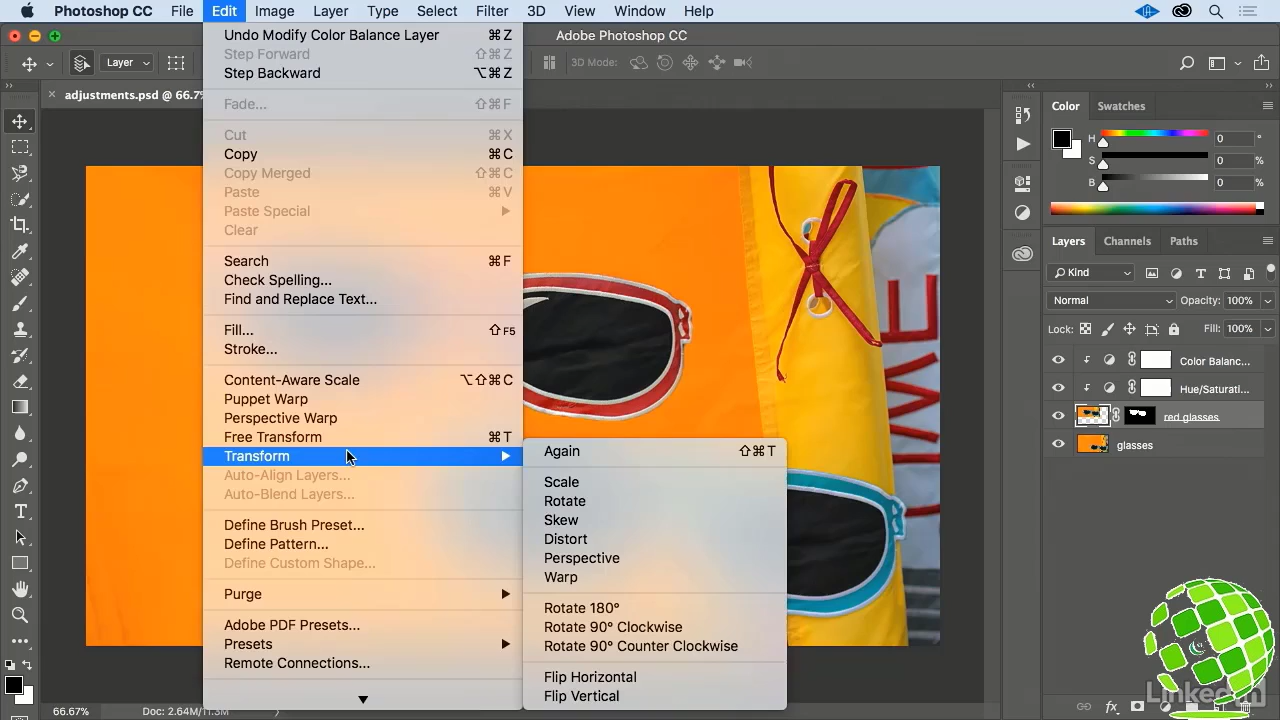 Photoshop CC File Edit Image Layer Type Select Filter 3D View Window Help
Adobe Photoshop CC
Layer
3D Mode:
adjustments.psd @ 66.7%
Undo Modify Color Balance Layer ⌘Z
Step Forward ⇧⌘Z
Step Backward ⌥⌘Z
Fade... ⇧⌘F
Cut ⌘X
Copy ⌘C
Copy Merged ⇧⌘C
Paste ⌘V
Paste Special
Clear
Search ⌘F
Check Spelling...
Find and Replace Text...
Fill... ⇧F5
Stroke...
Content-Aware Scale ⌥⇧⌘C
Puppet Warp
Perspective Warp
Free Transform ⌘T
Transform
Auto-Align Layers...
Auto-Blend Layers...
Define Brush Preset...
Define Pattern...
Define Custom Shape...
Purge
Adobe PDF Presets...
Presets
Remote Connections...
Again ⇧⌘T
Scale
Rotate
Skew
Distort
Perspective
Warp
Rotate 180°
Rotate 90° Clockwise
Rotate 90° Counter Clockwise
Flip Horizontal
Flip Vertical
Color Swatches
H 0 °
S 0 %
B 0 %
Layers Channels Paths
Kind
Normal Opacity: 100%
Lock: Fill: 100%
Color Balanc...
Hue/Saturati...
red glasses
glasses
66.67% Doc: 2.64M/11.3M
LinkedIn